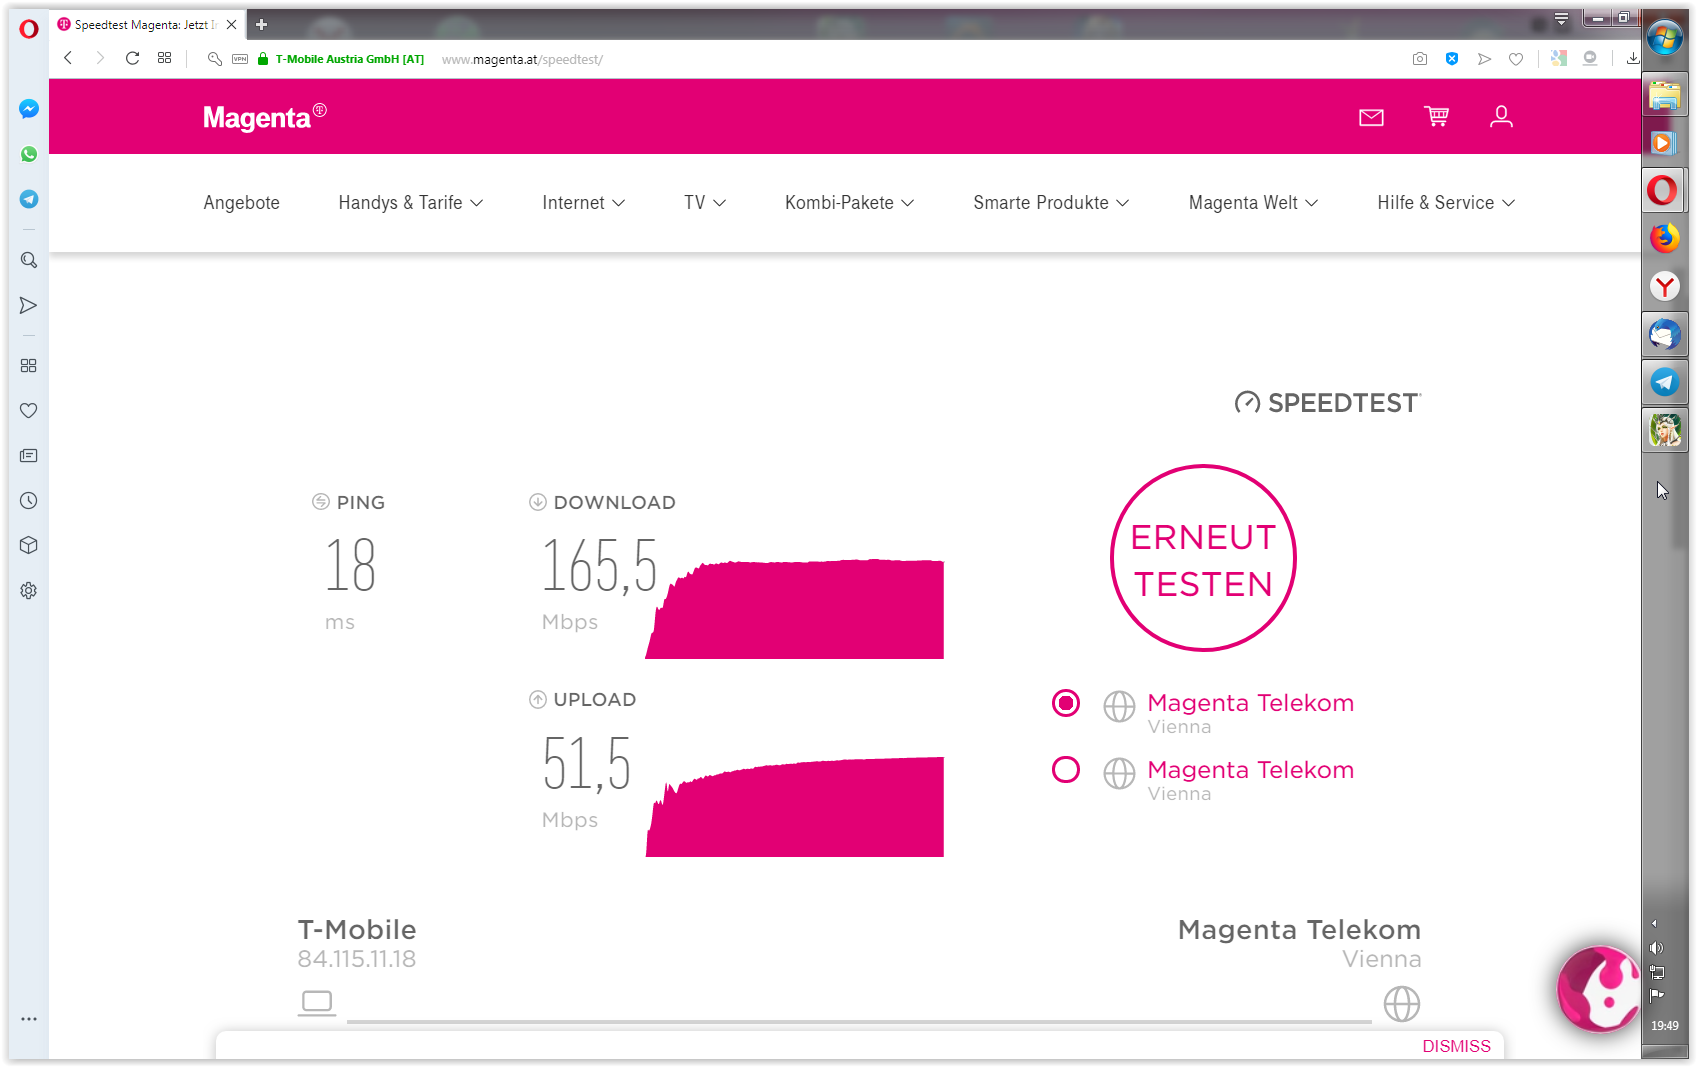 Speedtest Magenta: Jetzt In
VPN
T-Mobile Austria GmbH [AT]
www.magenta.at/speedtest/
Magenta
Angebote
Handys & Tarife
Internet
TV
Kombi-Pakete
Smarte Produkte
Magenta Welt
Hilfe & Service
SPEEDTEST
PING
18
ms
DOWNLOAD
165,5
Mbps
ERNEUT
TESTEN
UPLOAD
51,5
Mbps
Magenta Telekom
Vienna
Magenta Telekom
Vienna
T-Mobile
84.115.11.18
Magenta Telekom
Vienna
DISMISS
19:49